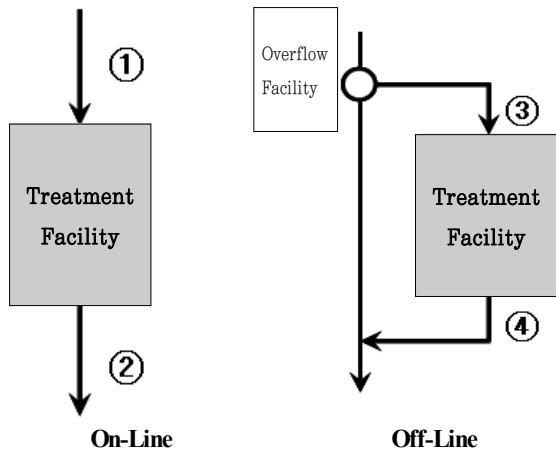 ①
Treatment
Facility
②
On-Line
Overflow
Facility
③
Treatment
Facility
④
Off-Line